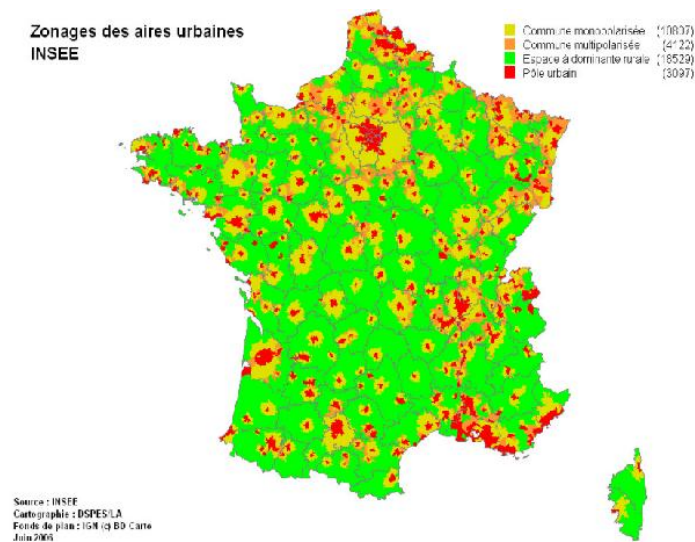 Zonages des aires urbaines
INSEE
Commune monopolarisée (10807)
Commune multipolarisée (4122)
Espace à dominante rurale (18529)
Pôle urbain (3097)
Source : INSEE
Cartographie : DSPES/LA
Fonds de plan : IGN (c) BD Carto
Juin 2006